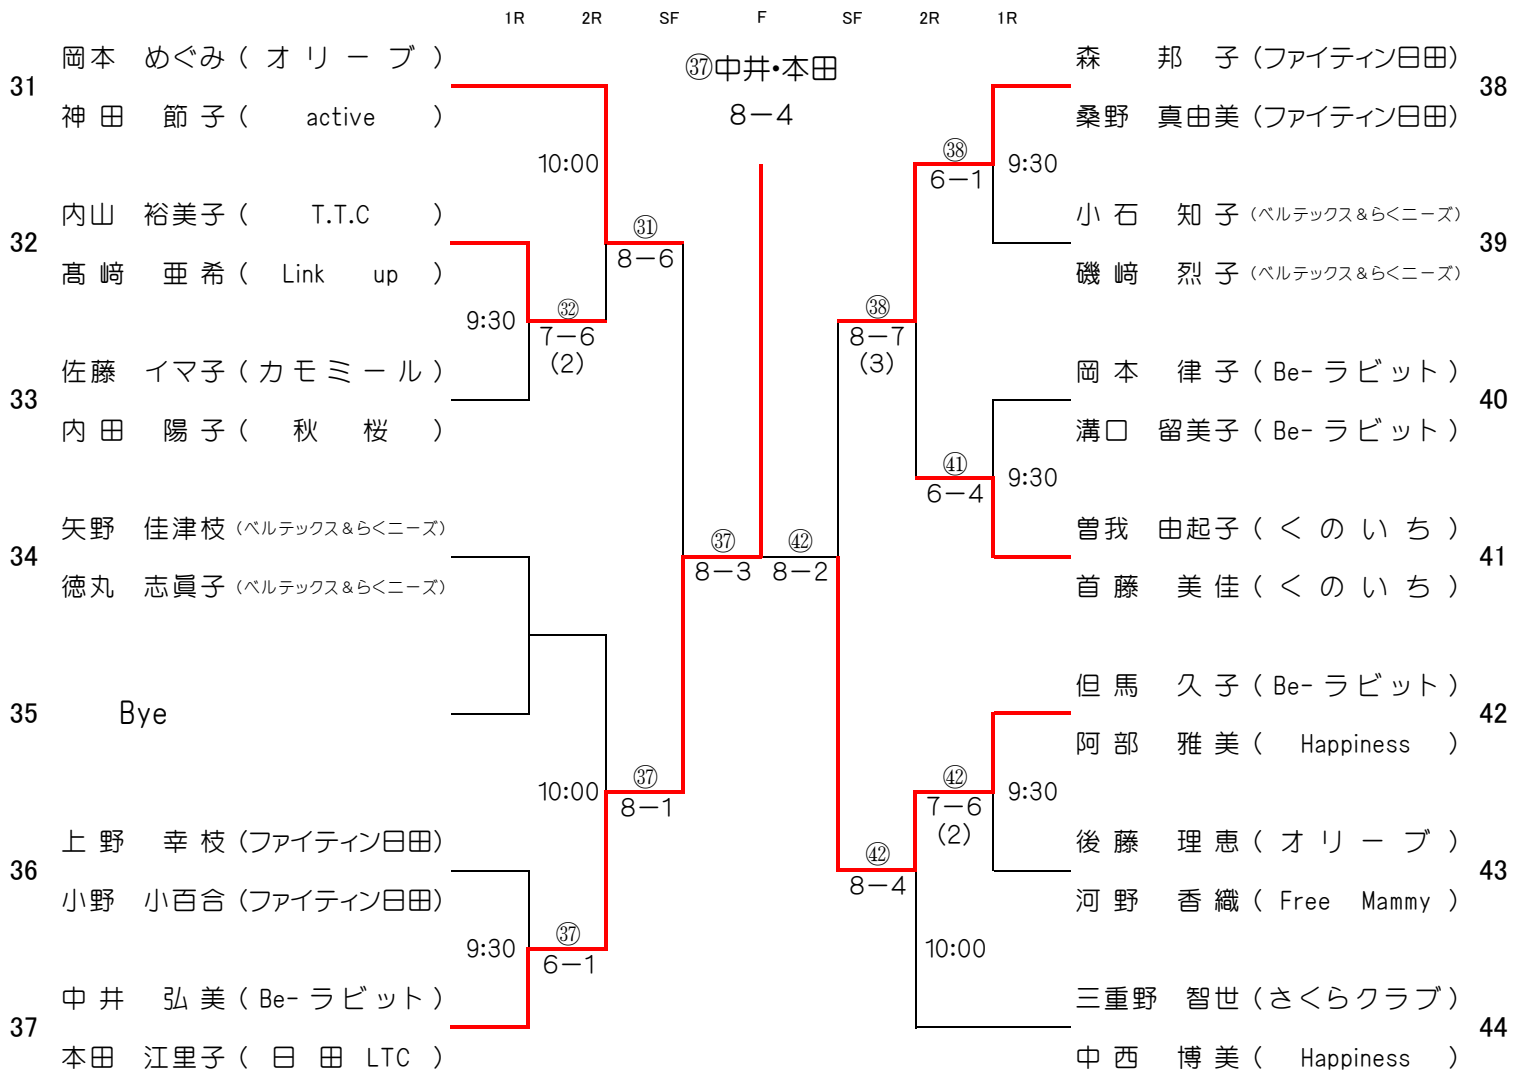 1R 2R SF F SF 2R 1R
㊲中井・本田
8－4
岡本 めぐみ ( オ リ ー ブ )
31
神 田 節 子 ( active )
10:00
内山 裕美子 ( T.T.C )
32
髙 﨑 亜 希 ( Link up )
㉛
8－6
9:30
㉜
7－6
(2)
佐藤 イマ子 ( カ モ ミ ー ル )
33
内 田 陽 子 ( 秋 桜 )
矢野 佳津枝 (ベルテックス＆らくニーズ)
34
徳丸 志眞子 (ベルテックス＆らくニーズ)
㊲
8－3
㊷
8－2
35 Bye
10:00
㊲
8－1
上 野 幸 枝 (ファイティン日田)
36
小野 小百合 (ファイティン日田)
9:30
㊲
6－1
中 井 弘 美 ( Be- ラ ビ ッ ト )
37
本田 江里子 ( 日 田 LTC )
森 邦 子 (ファイティン日田)
38
桑野 真由美 (ファイティン日田)
㊳
6－1
9:30
小 石 知 子 (ベルテックス＆らくニーズ)
39
磯 﨑 烈 子 (ベルテックス＆らくニーズ)
㊳
8－7
(3)
岡 本 律 子 ( Be- ラ ビ ッ ト )
40
溝口 留美子 ( Be- ラ ビ ッ ト )
㊶
6－4
9:30
曽我 由起子 ( く の い ち )
41
首 藤 美 佳 ( く の い ち )
但 馬 久 子 ( Be- ラ ビ ッ ト )
42
阿 部 雅 美 ( Happiness )
㊷
7－6
(2)
9:30
後 藤 理 恵 ( オ リ ー ブ )
43
河 野 香 織 ( Free Mammy )
㊷
8－4
10:00
三重野 智世 (さくらクラブ)
44
中 西 博 美 ( Happiness )